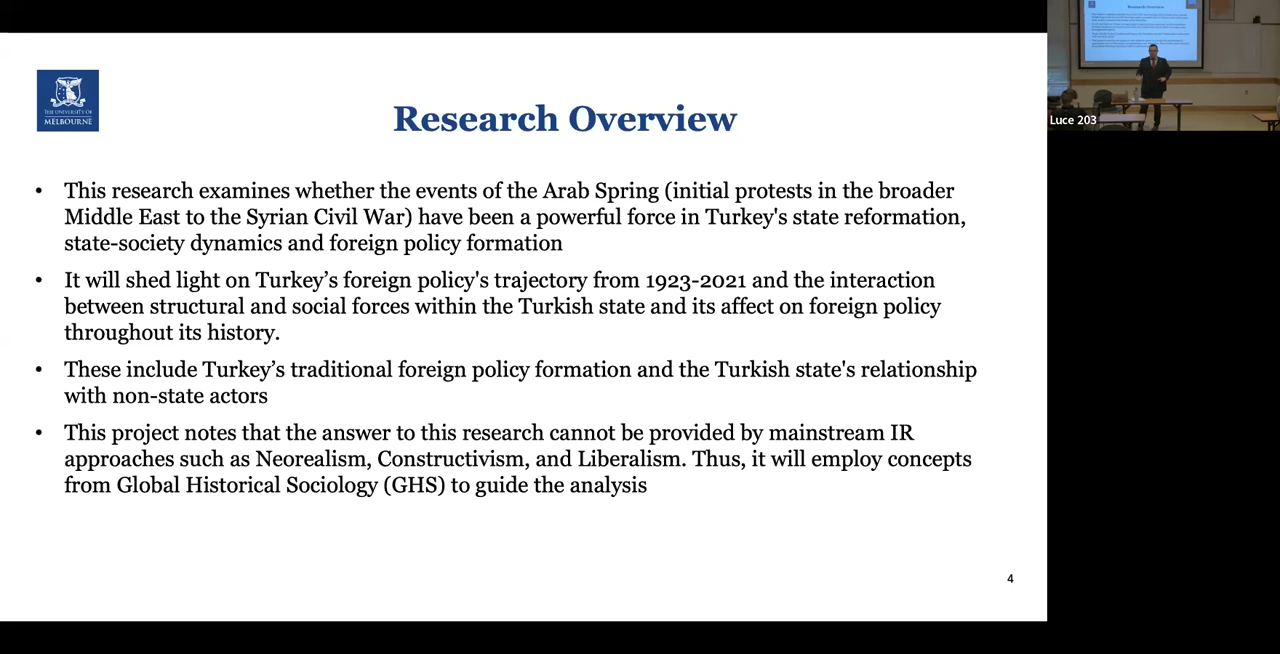 THE UNIVERSITY OF
MELBOURNE
Research Overview
• This research examines whether the events of the Arab Spring (initial protests in the broader
Middle East to the Syrian Civil War) have been a powerful force in Turkey's state reformation,
state-society dynamics and foreign policy formation
• It will shed light on Turkey’s foreign policy's trajectory from 1923-2021 and the interaction
between structural and social forces within the Turkish state and its affect on foreign policy
throughout its history.
• These include Turkey’s traditional foreign policy formation and the Turkish state's relationship
with non-state actors
• This project notes that the answer to this research cannot be provided by mainstream IR
approaches such as Neorealism, Constructivism, and Liberalism. Thus, it will employ concepts
from Global Historical Sociology (GHS) to guide the analysis
4
Research Overview
Luce 203